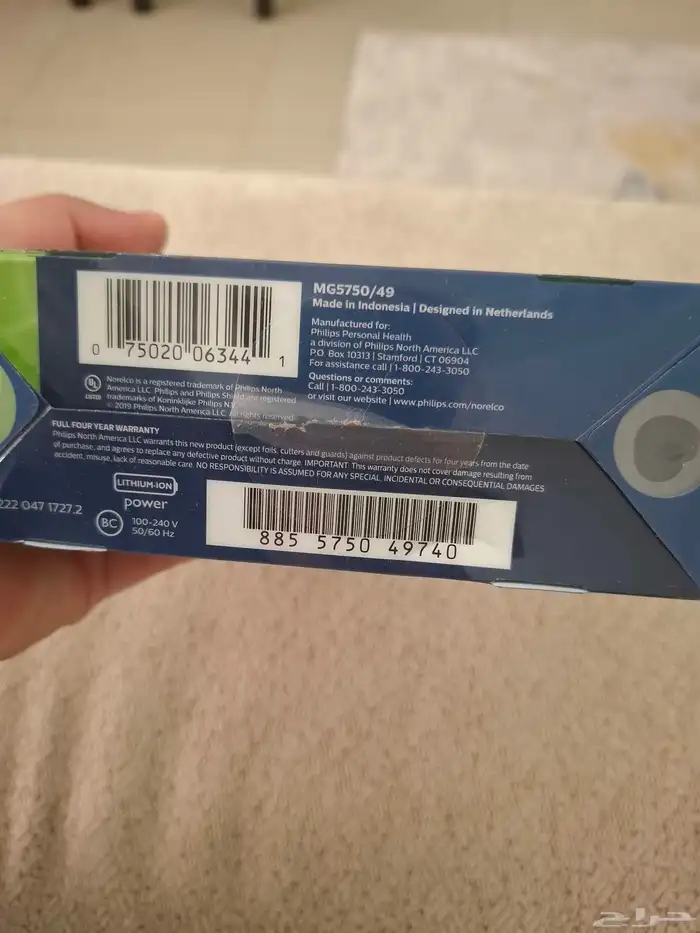 0 75020 06344 1
MG5750/49
Made in Indonesia | Designed in Netherlands
Manufactured for:
Philips Personal Health
a division of Philips North America LLC
P.O. Box 10313 | Stamford | CT 06904
For assistance call | 1-800-243-3050
Questions or comments:
Call | 1-800-243-3050
or visit our website | www.philips.com/norelco
UL
LISTED
Norelco is a registered trademark of Philips North
America LLC. Philips and Philips Shield are registered
trademarks of Koninklijke Philips N.V.
© 2019 Philips North America LLC. All rights reserved.
FULL FOUR YEAR WARRANTY
Philips North America LLC warrants this new product (except foils, cutters and guards) against product defects for four years from the date
of purchase, and agrees to replace any defective product without charge. IMPORTANT: This warranty does not cover damage resulting from
accident, misuse, lack of reasonable care. NO RESPONSIBILITY IS ASSUMED FOR ANY SPECIAL, INCIDENTAL OR CONSEQUENTIAL DAMAGES
LITHIUM-ION
power
222 047 1727.2
BC
100-240 V
50/60 Hz
885 5750 49740
حراج